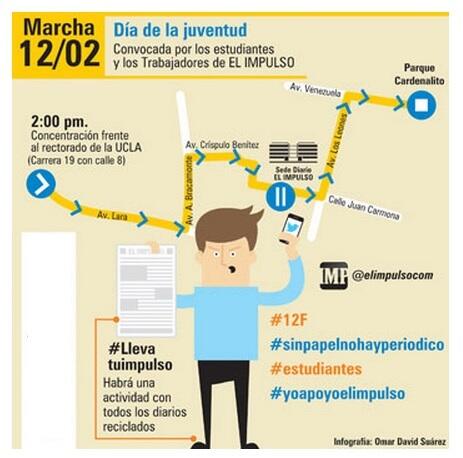 Marcha
12/02
Día de la juventud
Convocada por los estudiantes
y los Trabajadores de EL IMPULSO
Parque
Cardenalito
Av. Venezuela
2:00 pm.
Concentración frente
al rectorado de la UCLA
(Carrera 19 con calle 8)
Av. Críspulo Benítez
Av. Los Leones
Sede Diario
EL IMPULSO
Av. A. Bracamonte
Calle Juan Carmona
Av. Lara
EL IMPULSO
IMP @elimpulsocom
#12F
#sinpapelnohayperiodico
#estudiantes
#yoapoyoelimpulso
#Lleva
tuimpulso
Habrá una
actividad con
todos los diarios
reciclados
Infografía: Omar David Suárez